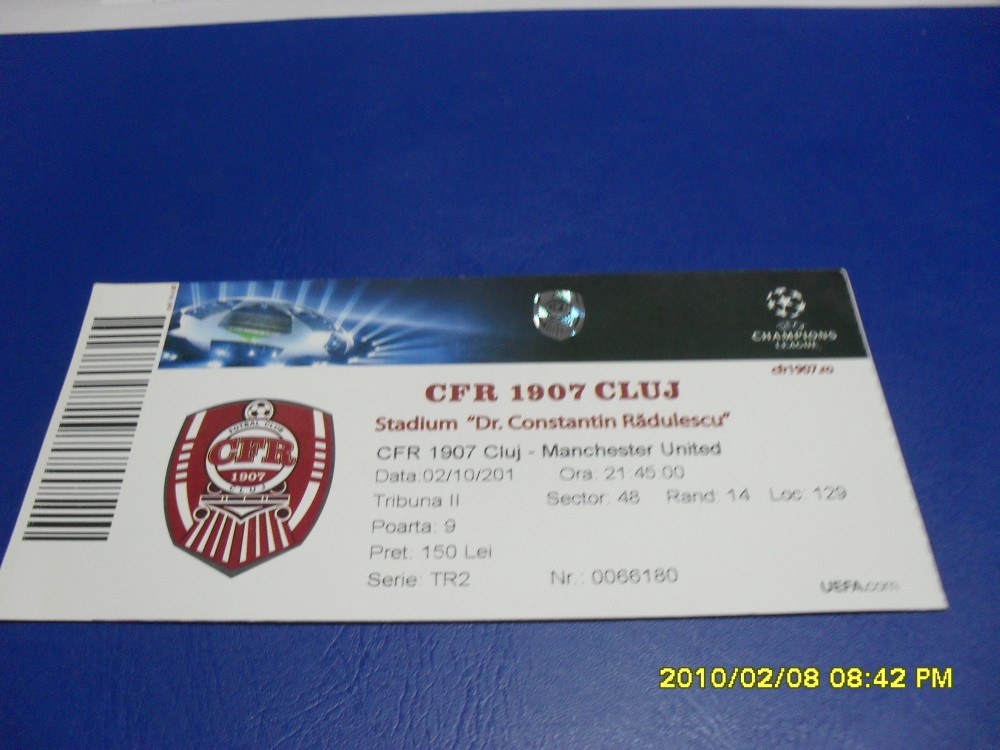 UEFA
CHAMPIONS
LEAGUE
cfr1907.ro
CFR 1907 CLUJ
Stadium "Dr. Constantin Rădulescu"
CFR 1907 Cluj - Manchester United
Data:02/10/201 Ora: 21:45:00
Tribuna II Sector: 48 Rand: 14 Loc: 129
Poarta: 9
Pret: 150 Lei
Serie: TR2 Nr.: 0066180
UEFA.com
FOTBAL CLUB
CFR
1907
CLUJ
2010/02/08 08:42 PM